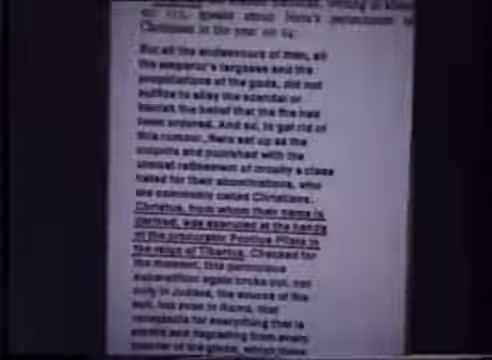 Christians in the year
But all the endeavours of men, all
the emperor's largesse and the
propitiations of the gods, did not
suffice to allay the scandal or
banish the belief that the fire had
been ordered. And so, to get rid of
this rumour, Nero set up as the
culprits and punished with the
utmost refinement of cruelty a class
hated for their abominations, who
are commonly called Christians.
Christus, from whom their name is
derived, was executed at the hands
of the procurator Pontius Pilate in
the reign of Tiberius. Checked for
the moment, this pernicious
superstition again broke out, not
only in Judaea, the source of the
evil, but even in Rome, that
receptacle for everything that is
sordid and degrading from every
quarter of the globe, which